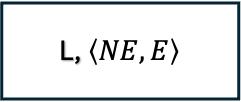 L, ⟨NE, E⟩